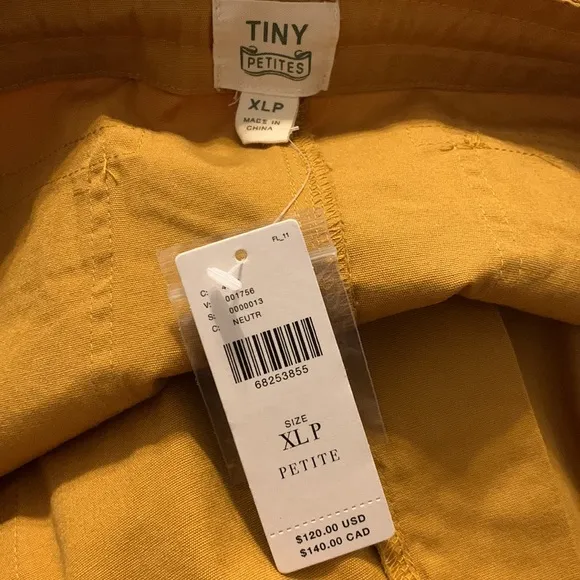 TINY
PETITES
XLP
MADE IN
CHINA
FL_11
001756
0000013
NEUTR
68253855
SIZE
XL P
PETITE
$120.00 USD
$140.00 CAD